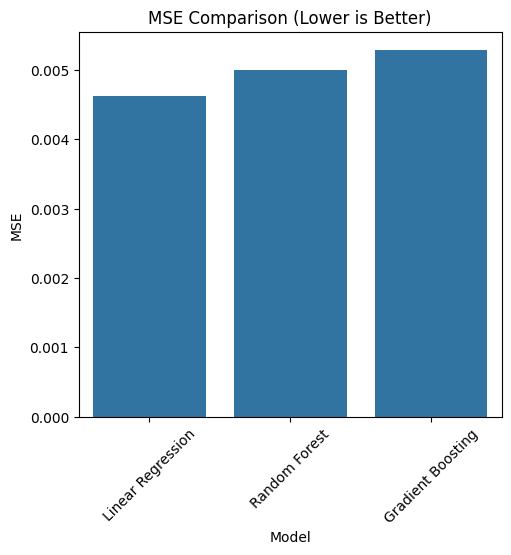 MSE Comparison (Lower is Better)
MSE
0.005
0.004
0.003
0.002
0.001
0.000
Linear Regression
Random Forest
Gradient Boosting
Model